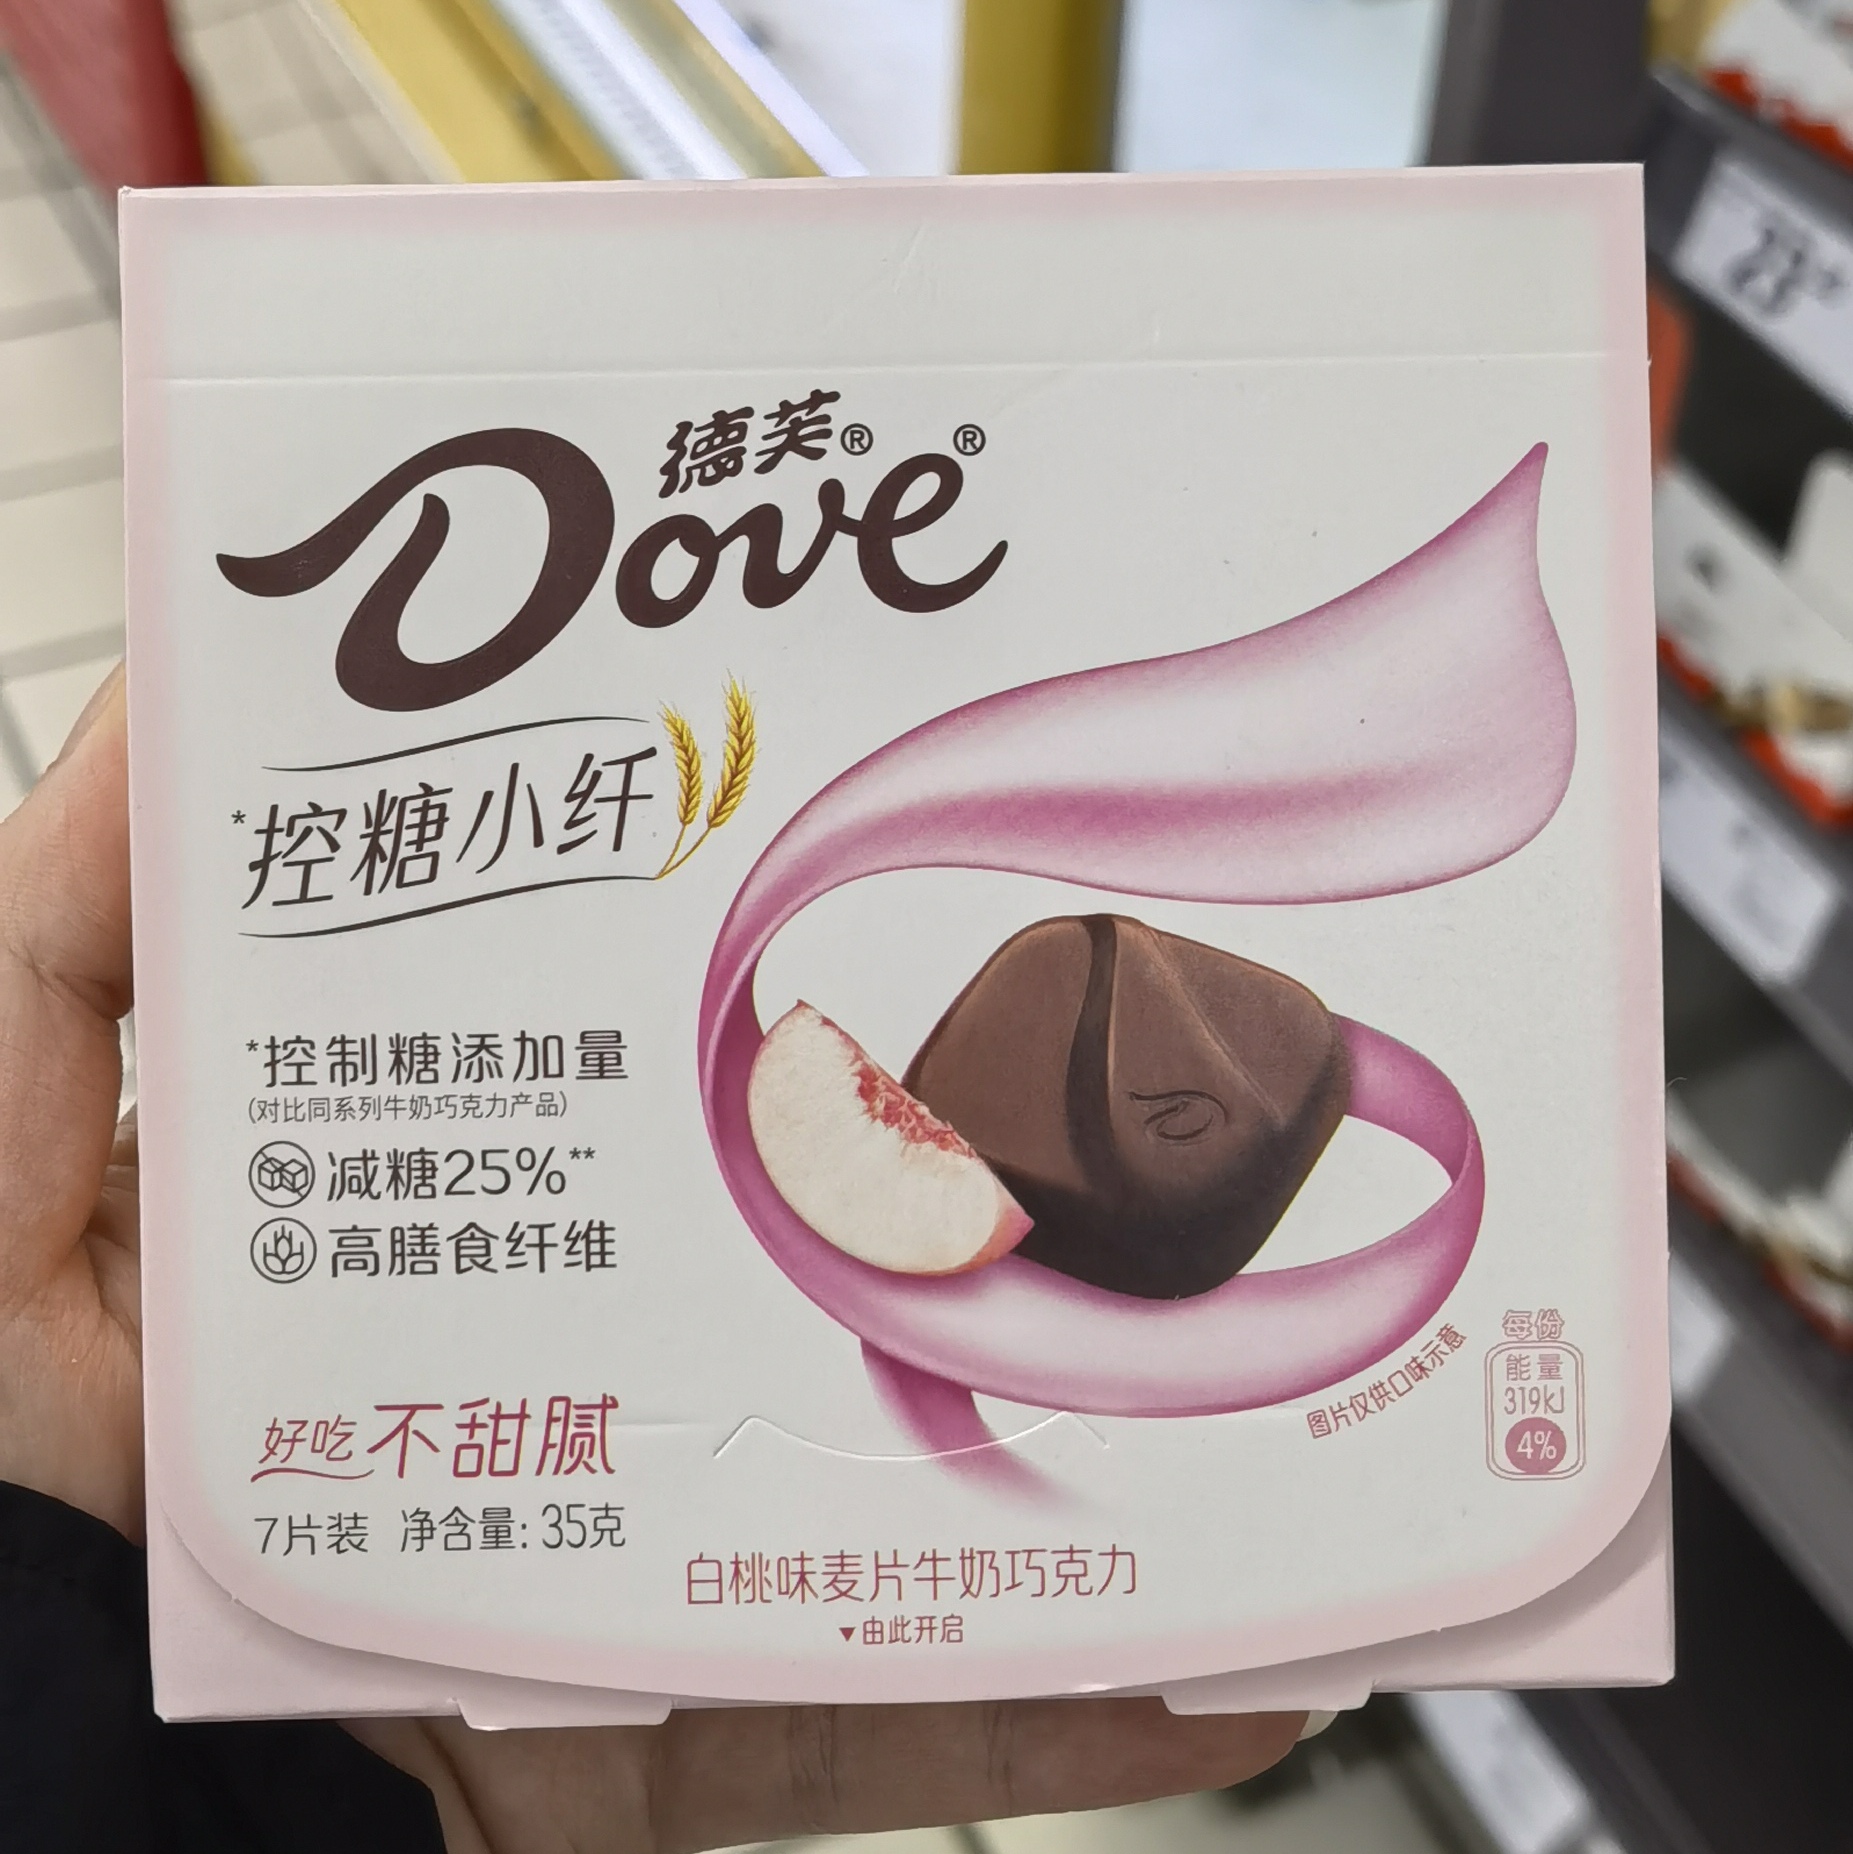 德芙®
Dove®
*控糖小纤
*控制糖添加量
(对比同系列牛奶巧克力产品)
减糖25%**
高膳食纤维
好吃不甜腻
7片装 净含量: 35克
白桃味麦片牛奶巧克力
▼由此开启
图片仅供口味示意
每份
能量
319kJ
4%